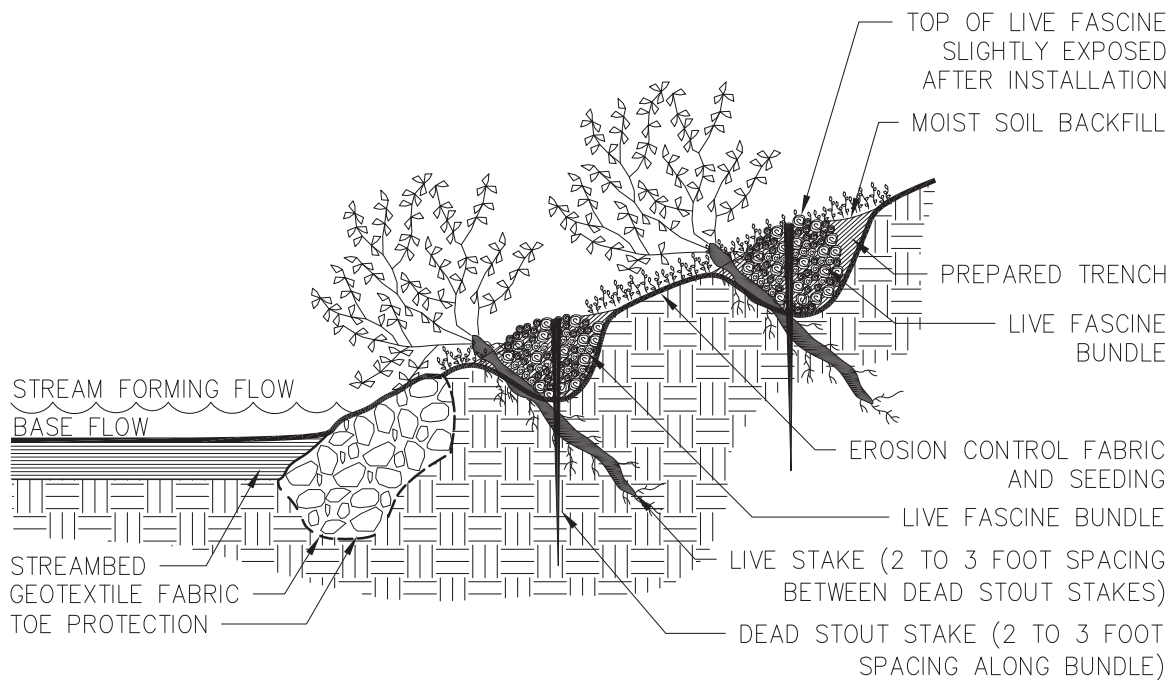 TOP OF LIVE FASCINE
SLIGHTLY EXPOSED
AFTER INSTALLATION
MOIST SOIL BACKFILL
PREPARED TRENCH
LIVE FASCINE
BUNDLE
STREAM FORMING FLOW
BASE FLOW
EROSION CONTROL FABRIC
AND SEEDING
LIVE FASCINE BUNDLE
LIVE STAKE (2 TO 3 FOOT SPACING
BETWEEN DEAD STOUT STAKES)
DEAD STOUT STAKE (2 TO 3 FOOT
SPACING ALONG BUNDLE)
STREAMBED
GEOTEXTILE FABRIC
TOE PROTECTION